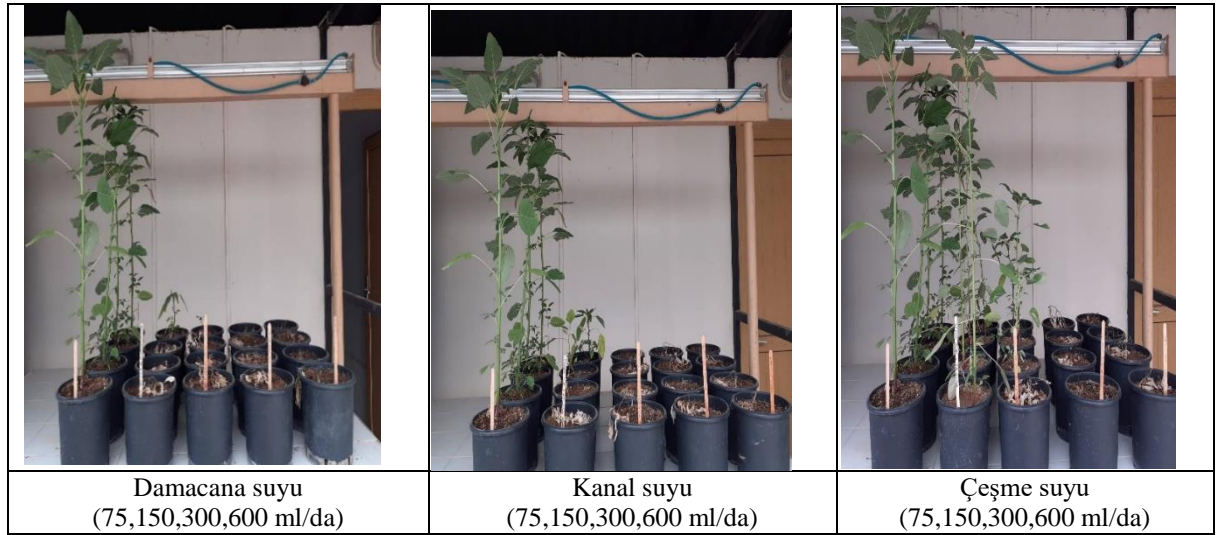 Damacana suyu
(75,150,300,600 ml/da)
Kanal suyu
(75,150,300,600 ml/da)
Çeşme suyu
(75,150,300,600 ml/da)